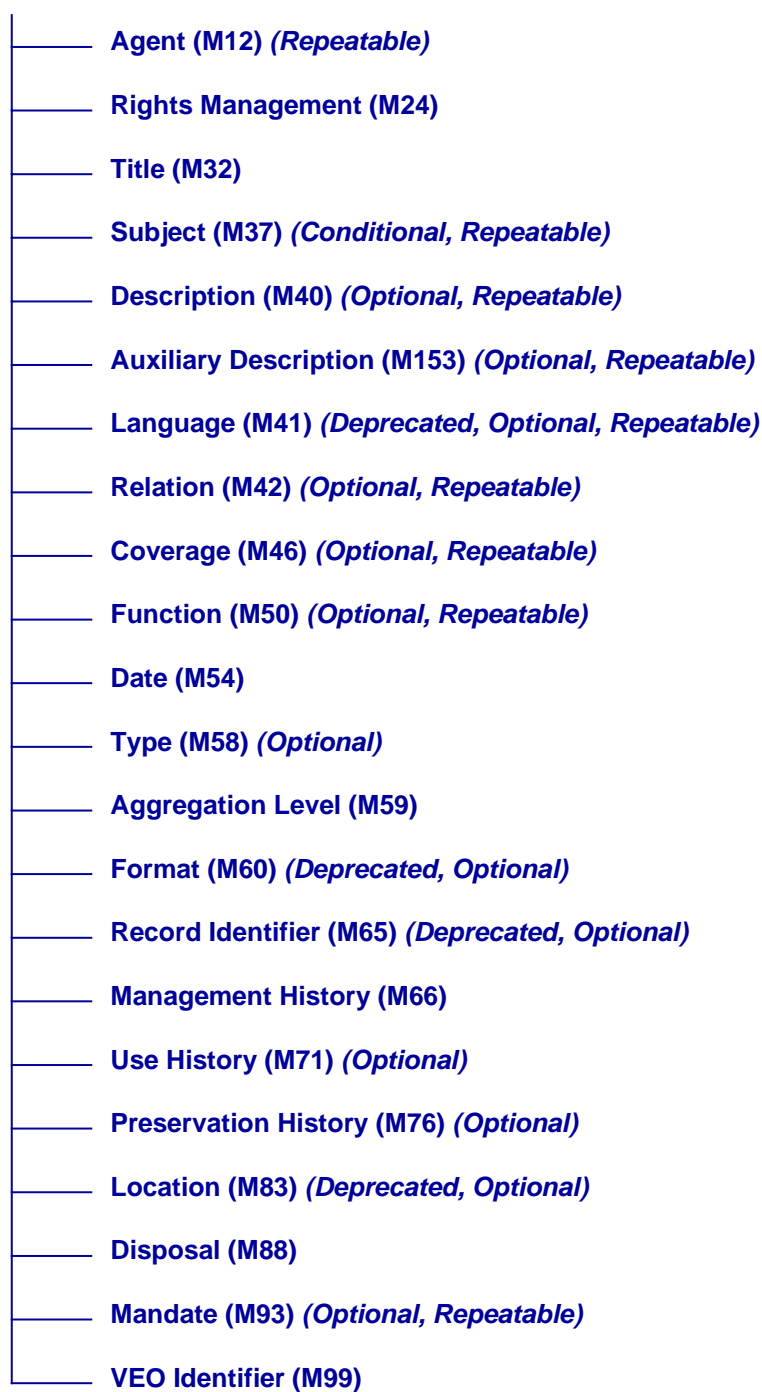 Agent (M12) (Repeatable)
Rights Management (M24)
Title (M32)
Subject (M37) (Conditional, Repeatable)
Description (M40) (Optional, Repeatable)
Auxiliary Description (M153) (Optional, Repeatable)
Language (M41) (Deprecated, Optional, Repeatable)
Relation (M42) (Optional, Repeatable)
Coverage (M46) (Optional, Repeatable)
Function (M50) (Optional, Repeatable)
Date (M54)
Type (M58) (Optional)
Aggregation Level (M59)
Format (M60) (Deprecated, Optional)
Record Identifier (M65) (Deprecated, Optional)
Management History (M66)
Use History (M71) (Optional)
Preservation History (M76) (Optional)
Location (M83) (Deprecated, Optional)
Disposal (M88)
Mandate (M93) (Optional, Repeatable)
VEO Identifier (M99)